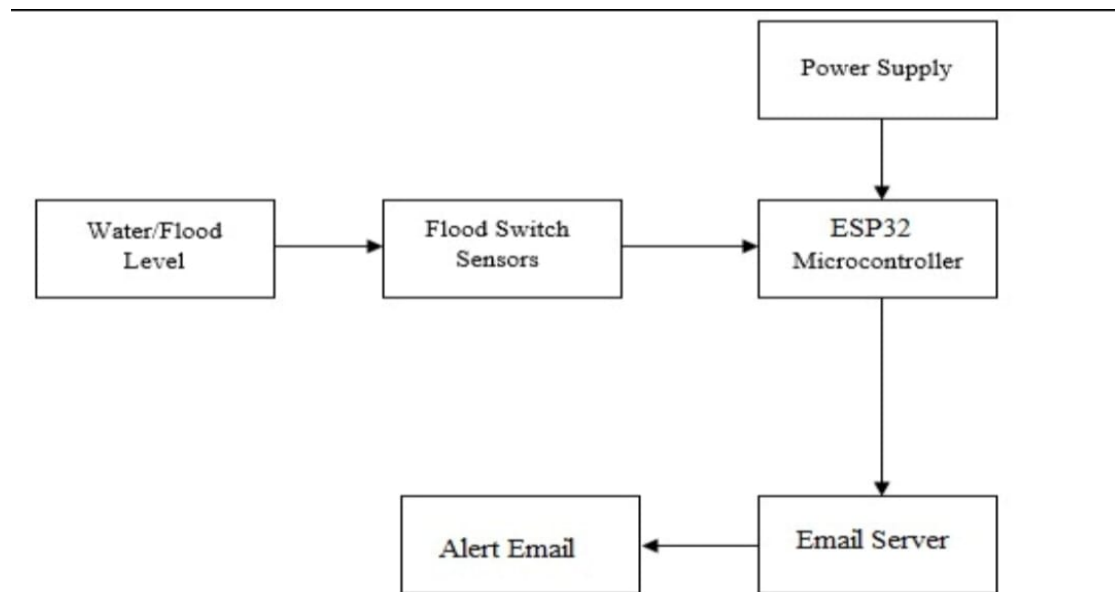 Power Supply
Water/Flood
Level
Flood Switch
Sensors
ESP32
Microcontroller
Alert Email
Email Server